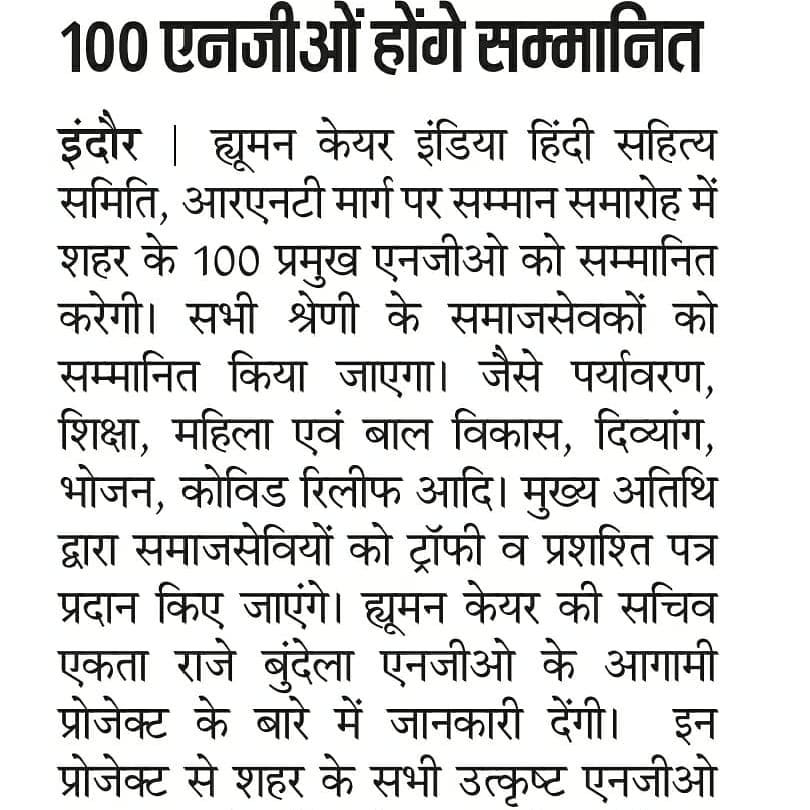 100 एनजीओं होंगे सम्मानित
इंदौर | ह्यूमन केयर इंडिया हिंदी सहित्य
समिति, आरएनटी मार्ग पर सम्मान समारोह में
शहर के 100 प्रमुख एनजीओ को सम्मानित
करेगी। सभी श्रेणी के समाजसेवकों को
सम्मानित किया जाएगा। जैसे पर्यावरण,
शिक्षा, महिला एवं बाल विकास, दिव्यांग,
भोजन, कोविड रिलीफ आदि। मुख्य अतिथि
द्वारा समाजसेवियों को ट्रॉफी व प्रशश्ति पत्र
प्रदान किए जाएंगे। ह्यूमन केयर की सचिव
एकता राजे बुंदेला एनजीओ के आगामी
प्रोजेक्ट के बारे में जानकारी देंगी। इन
प्रोजेक्ट से शहर के सभी उत्कृष्ट एनजीओ